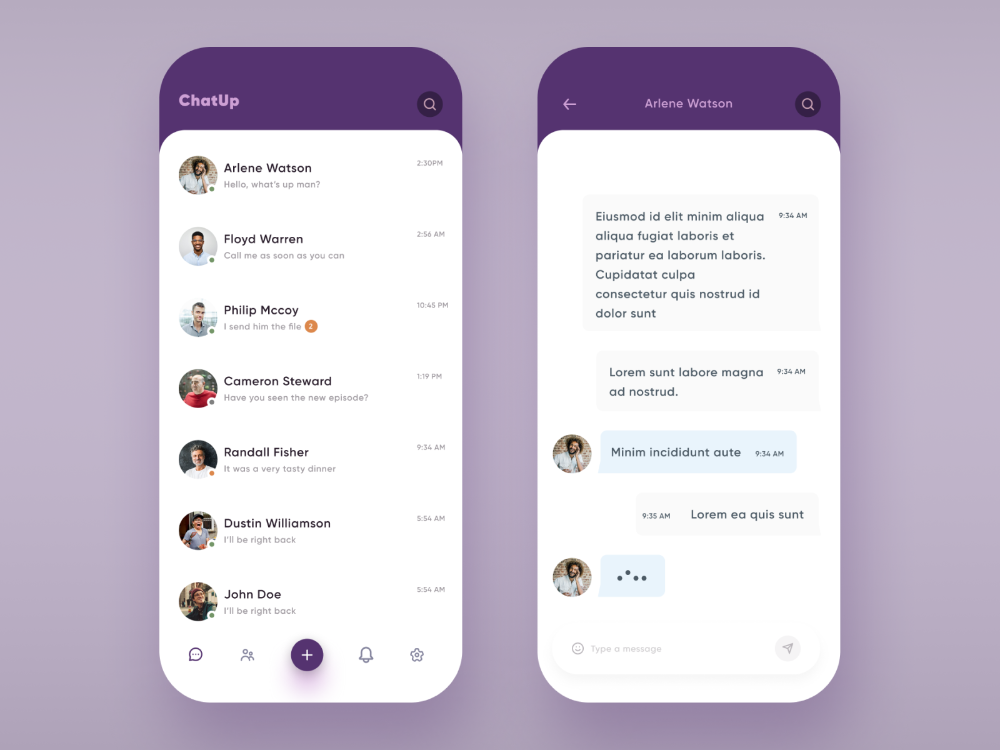 ChatUp
Arlene Watson
2:30PM
Hello, what's up man?
Floyd Warren
2:56 AM
Call me as soon as you can
Philip Mccoy
10:45 PM
I send him the file 2
Cameron Steward
1:19 PM
Have you seen the new episode?
Randall Fisher
9:34 AM
It was a very tasty dinner
Dustin Williamson
5:54 AM
I'll be right back
John Doe
5:54 AM
I'll be right back
Arlene Watson
Eiusmod id elit minim aliqua 9:34 AM
aliqua fugiat laboris et
pariatur ea laborum laboris.
Cupidatat culpa
consectetur quis nostrud id
dolor sunt
Lorem sunt labore magna 9:34 AM
ad nostrud.
Minim incididunt aute 9:34 AM
9:35 AM Lorem ea quis sunt
Type a message